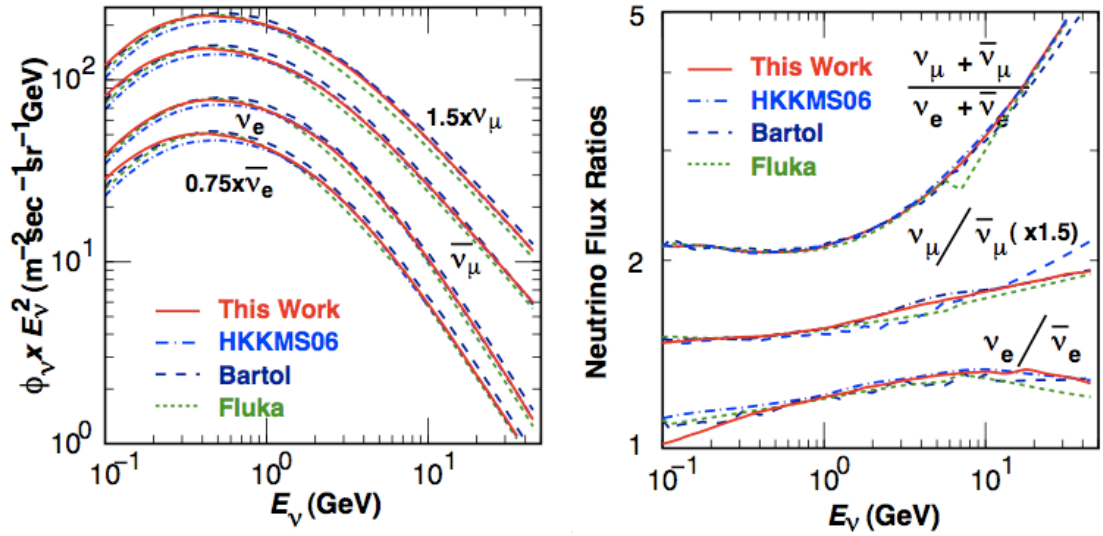 ϕ_ν x E_ν² (m⁻²sec⁻¹sr⁻¹GeV)
10²
10¹
10⁰
1.5xν_μ
ν_e
0.75xν̅_e
ν̅_μ
This Work
HKKMS06
Bartol
Fluka
10⁻¹
10⁰
10¹
E_ν (GeV)
Neutrino Flux Ratios
5
2
1
This Work
HKKMS06
Bartol
Fluka
ν_μ + ν̅_μ
ν_e + ν̅_e
ν_μ / ν̅_μ (x1.5)
ν_e / ν̅_e
10⁻¹
10⁰
10¹
E_ν (GeV)